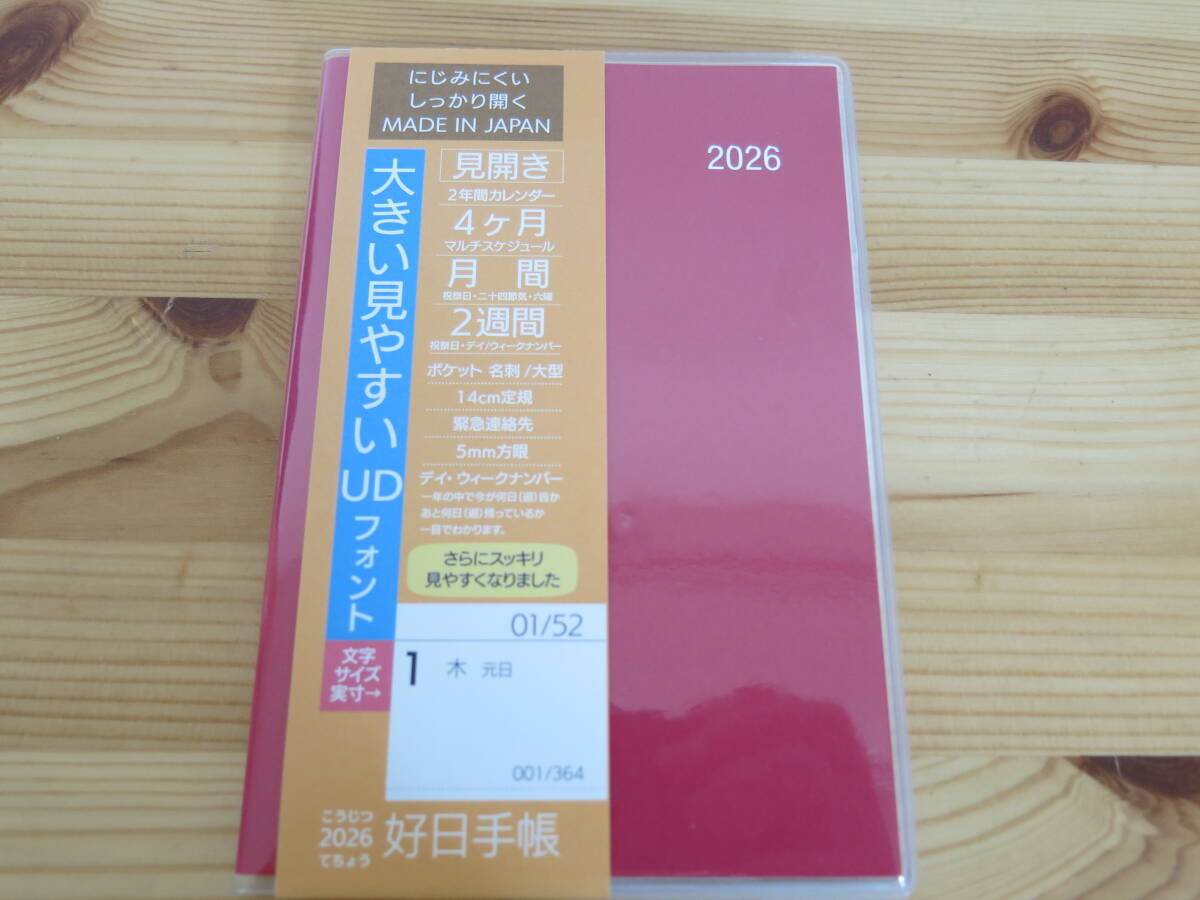 にじみにくい
しっかり開く
MADE IN JAPAN
大きい見やすいUDフォント
見開き
2年間カレンダー
4ヶ月
マルチスケジュール
月間
祝祭日・二十四節気・六曜
2週間
祝祭日・デイ/ウィークナンバー
ポケット 名刺/大型
14cm定規
緊急連絡先
5mm方眼
デイ・ウィークナンバー
一年の中で今が何日(週)目か
あと何日(週)残っているか
一目でわかります。
さらにスッキリ
見やすくなりました
文字
サイズ
実寸→
01/52
1 木 元日
001/364
こうじつ
2026
てちょう
好日手帳
2026